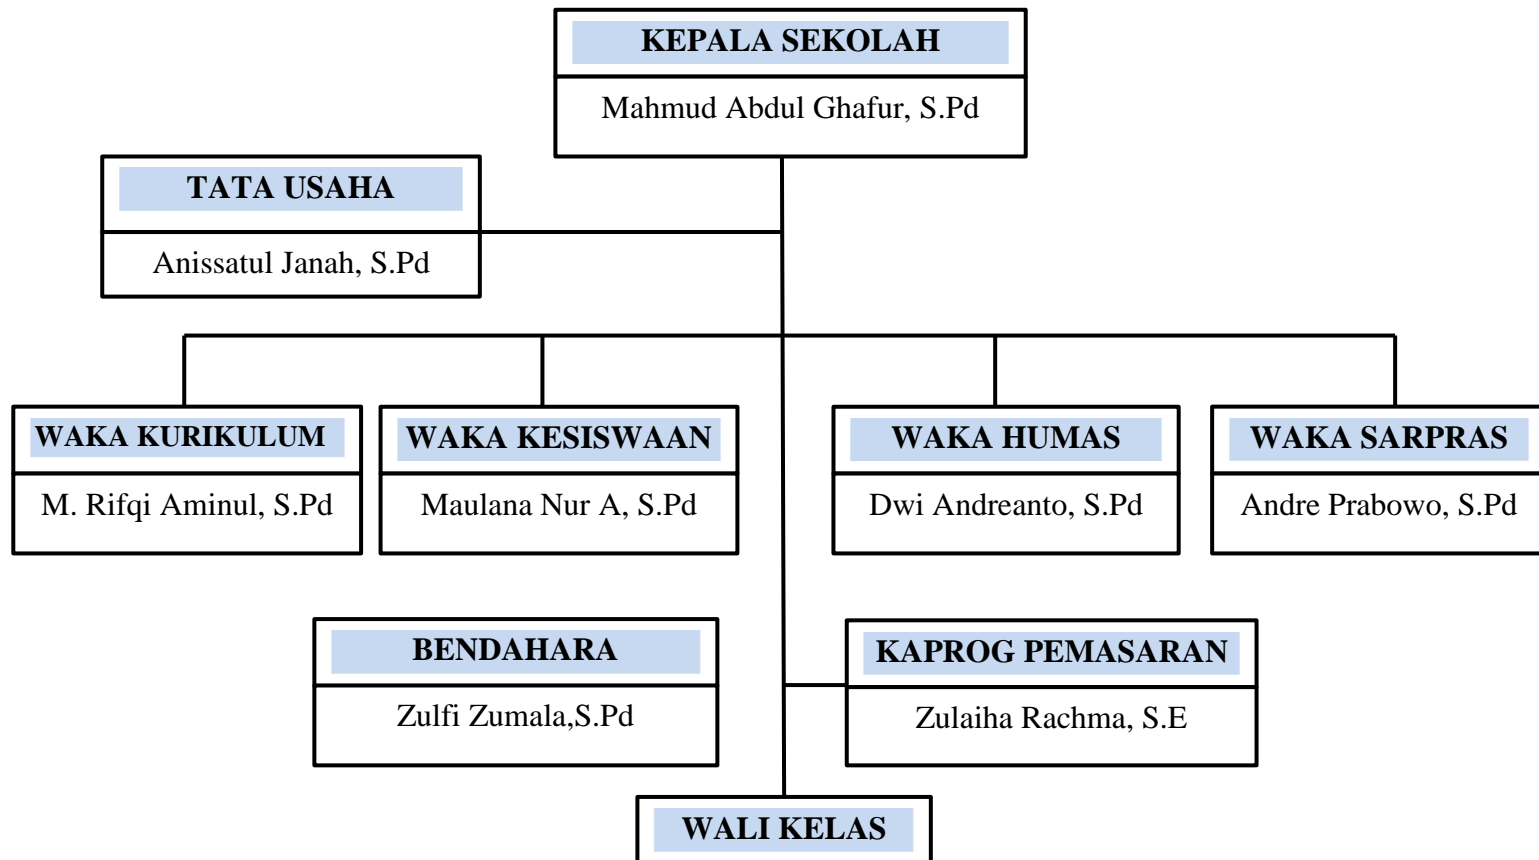 KEPALA SEKOLAH
Mahmud Abdul Ghafur, S.Pd
TATA USAHA
Anissatul Janah, S.Pd
WAKA KURIKULUM
M. Rifqi Aminul, S.Pd
WAKA KESISWAAN
Maulana Nur A, S.Pd
WAKA HUMAS
Dwi Andreanto, S.Pd
WAKA SARPRAS
Andre Prabowo, S.Pd
BENDAHARA
Zulfi Zumala,S.Pd
KAPROG PEMASARAN
Zulaiha Rachma, S.E
WALI KELAS